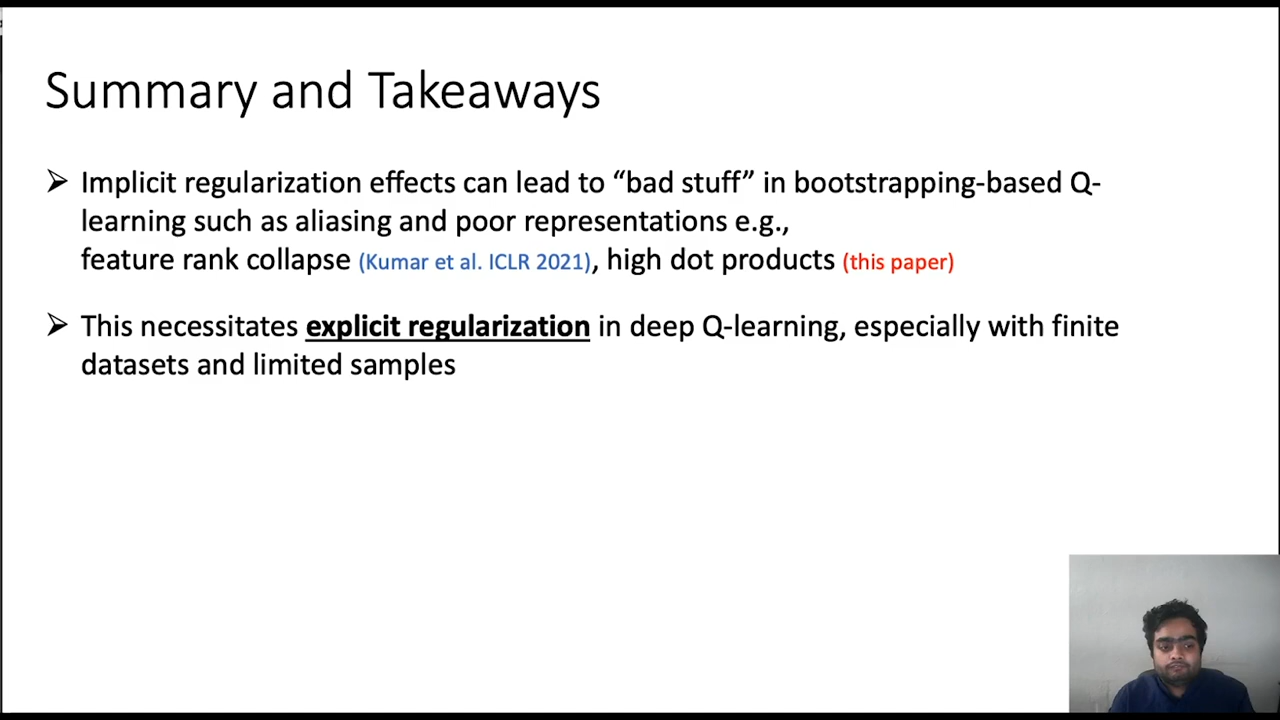 Summary and Takeaways
➢ Implicit regularization effects can lead to “bad stuff” in bootstrapping-based Q-
learning such as aliasing and poor representations e.g.,
feature rank collapse (Kumar et al. ICLR 2021), high dot products (this paper)
➢ This necessitates explicit regularization in deep Q-learning, especially with finite
datasets and limited samples